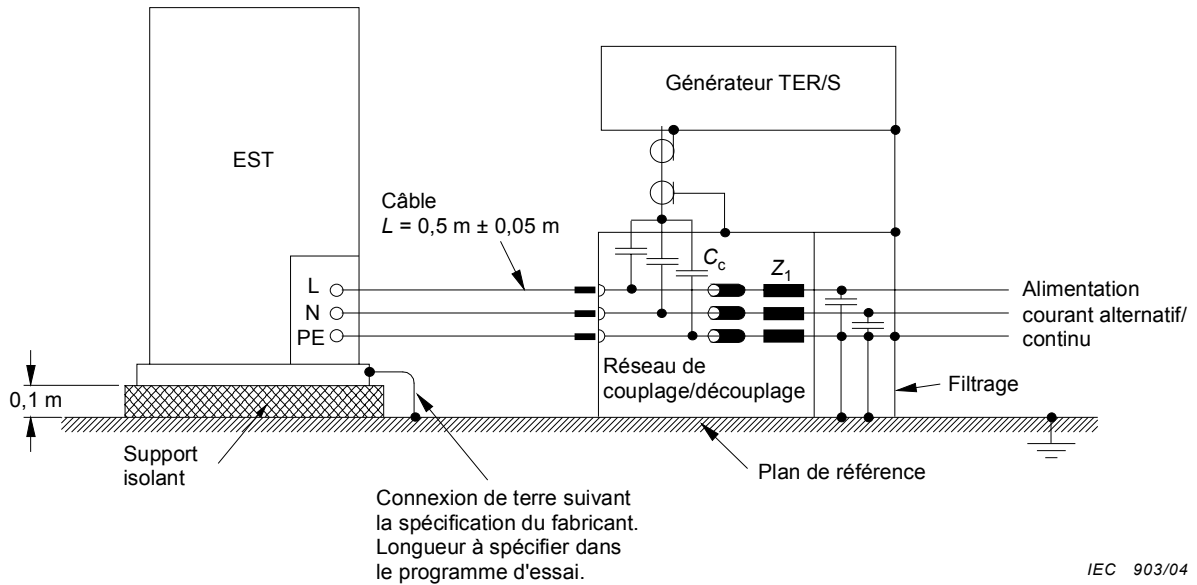 Générateur TER/S
EST
Câble
L = 0,5 m ± 0,05 m
Cc
Z1
L
N
PE
Alimentation
courant alternatif/
continu
Réseau de
couplage/découplage
Filtrage
0,1 m
Support
isolant
Plan de référence
Connexion de terre suivant
la spécification du fabricant.
Longueur à spécifier dans
le programme d'essai.
IEC 903/04